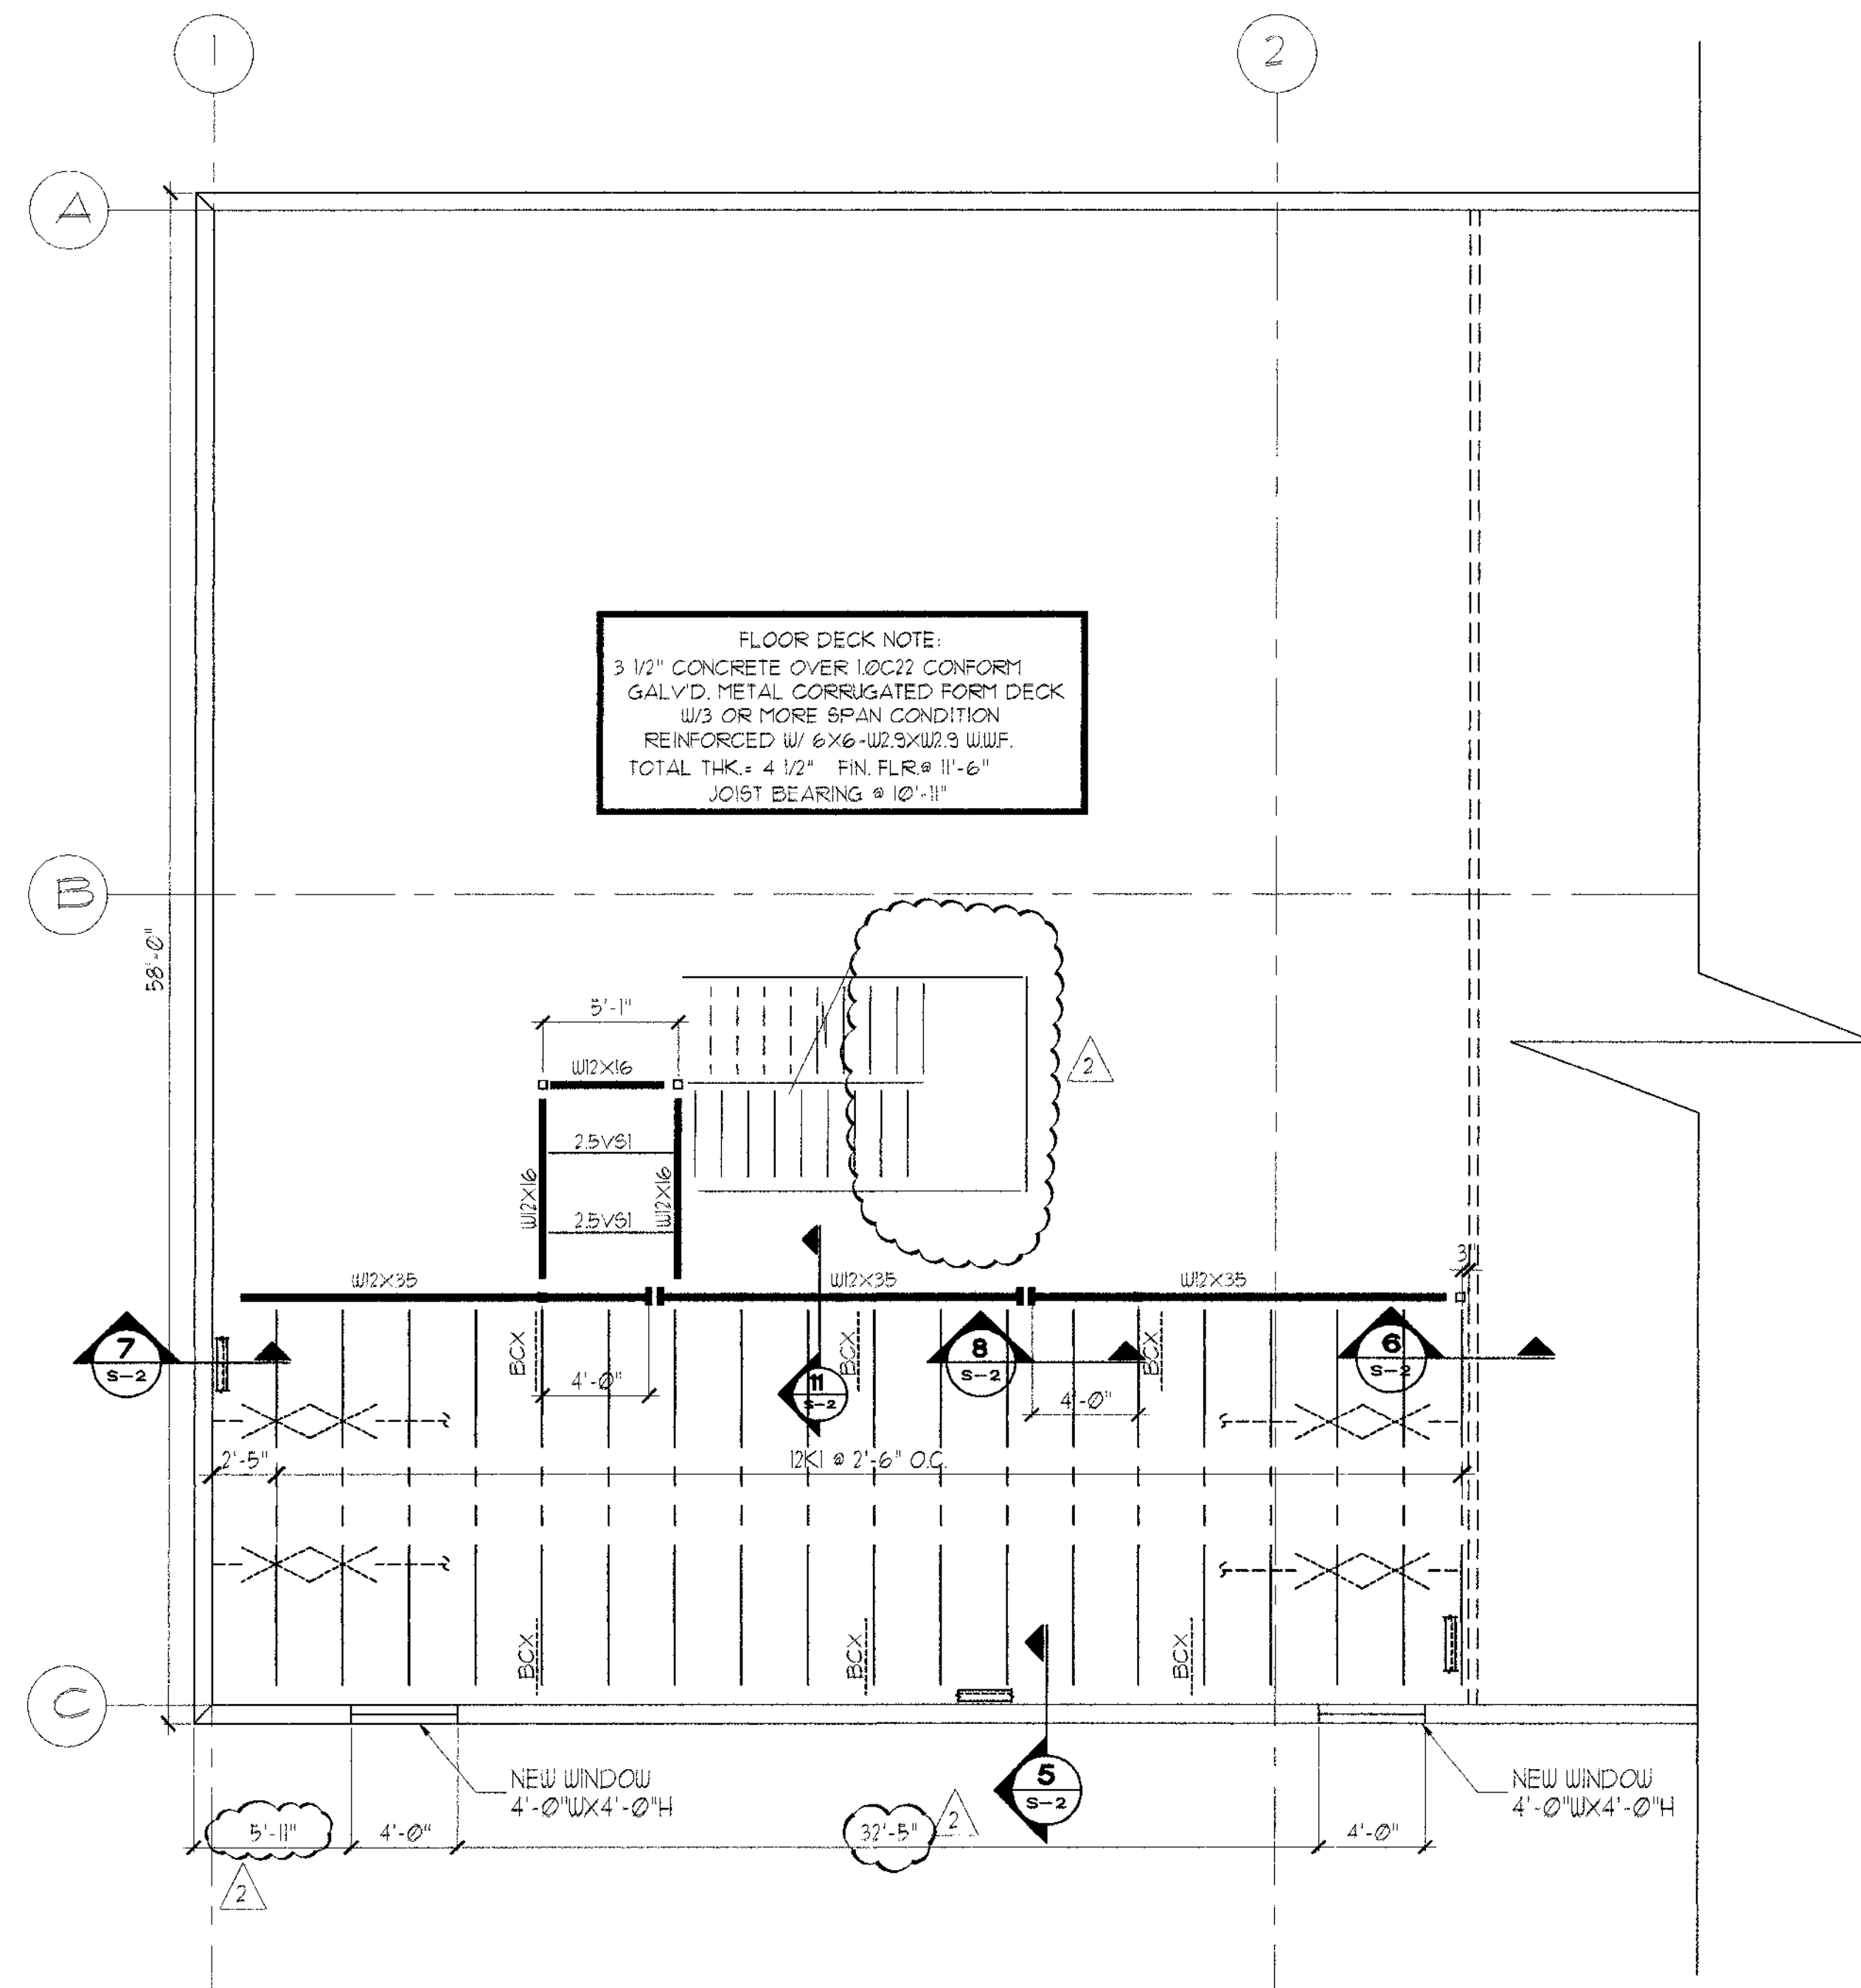 1
2
A
FLOOR DECK NOTE:
3 1/2" CONCRETE OVER 1.0C22 CONFORM
GALV'D. METAL CORRUGATED FORM DECK
W/3 OR MORE SPAN CONDITION
REINFORCED W/ 6X6-W2.9XW2.9 W.W.F.
TOTAL THK.= 4 1/2" FIN. FLR.@ 11'-6"
JOIST BEARING @ 10'-11"
B
58'-0"
5'-1"
W12X16
2
2.5VS1
W12X16
W12X16
2.5VS1
3"
W12X35
W12X35
W12X35
7
S-2
BCX
BCX
8
S-2
BCX
6
S-2
4'-0"
11
S-2
4'-0"
2'-5"
12K1 @ 2'-6" O.C.
BCX
BCX
BCX
C
NEW WINDOW
4'-0"WX4'-0"H
5
S-2
NEW WINDOW
4'-0"WX4'-0"H
5'-11"
4'-0"
32'-5"
2
4'-0"
2